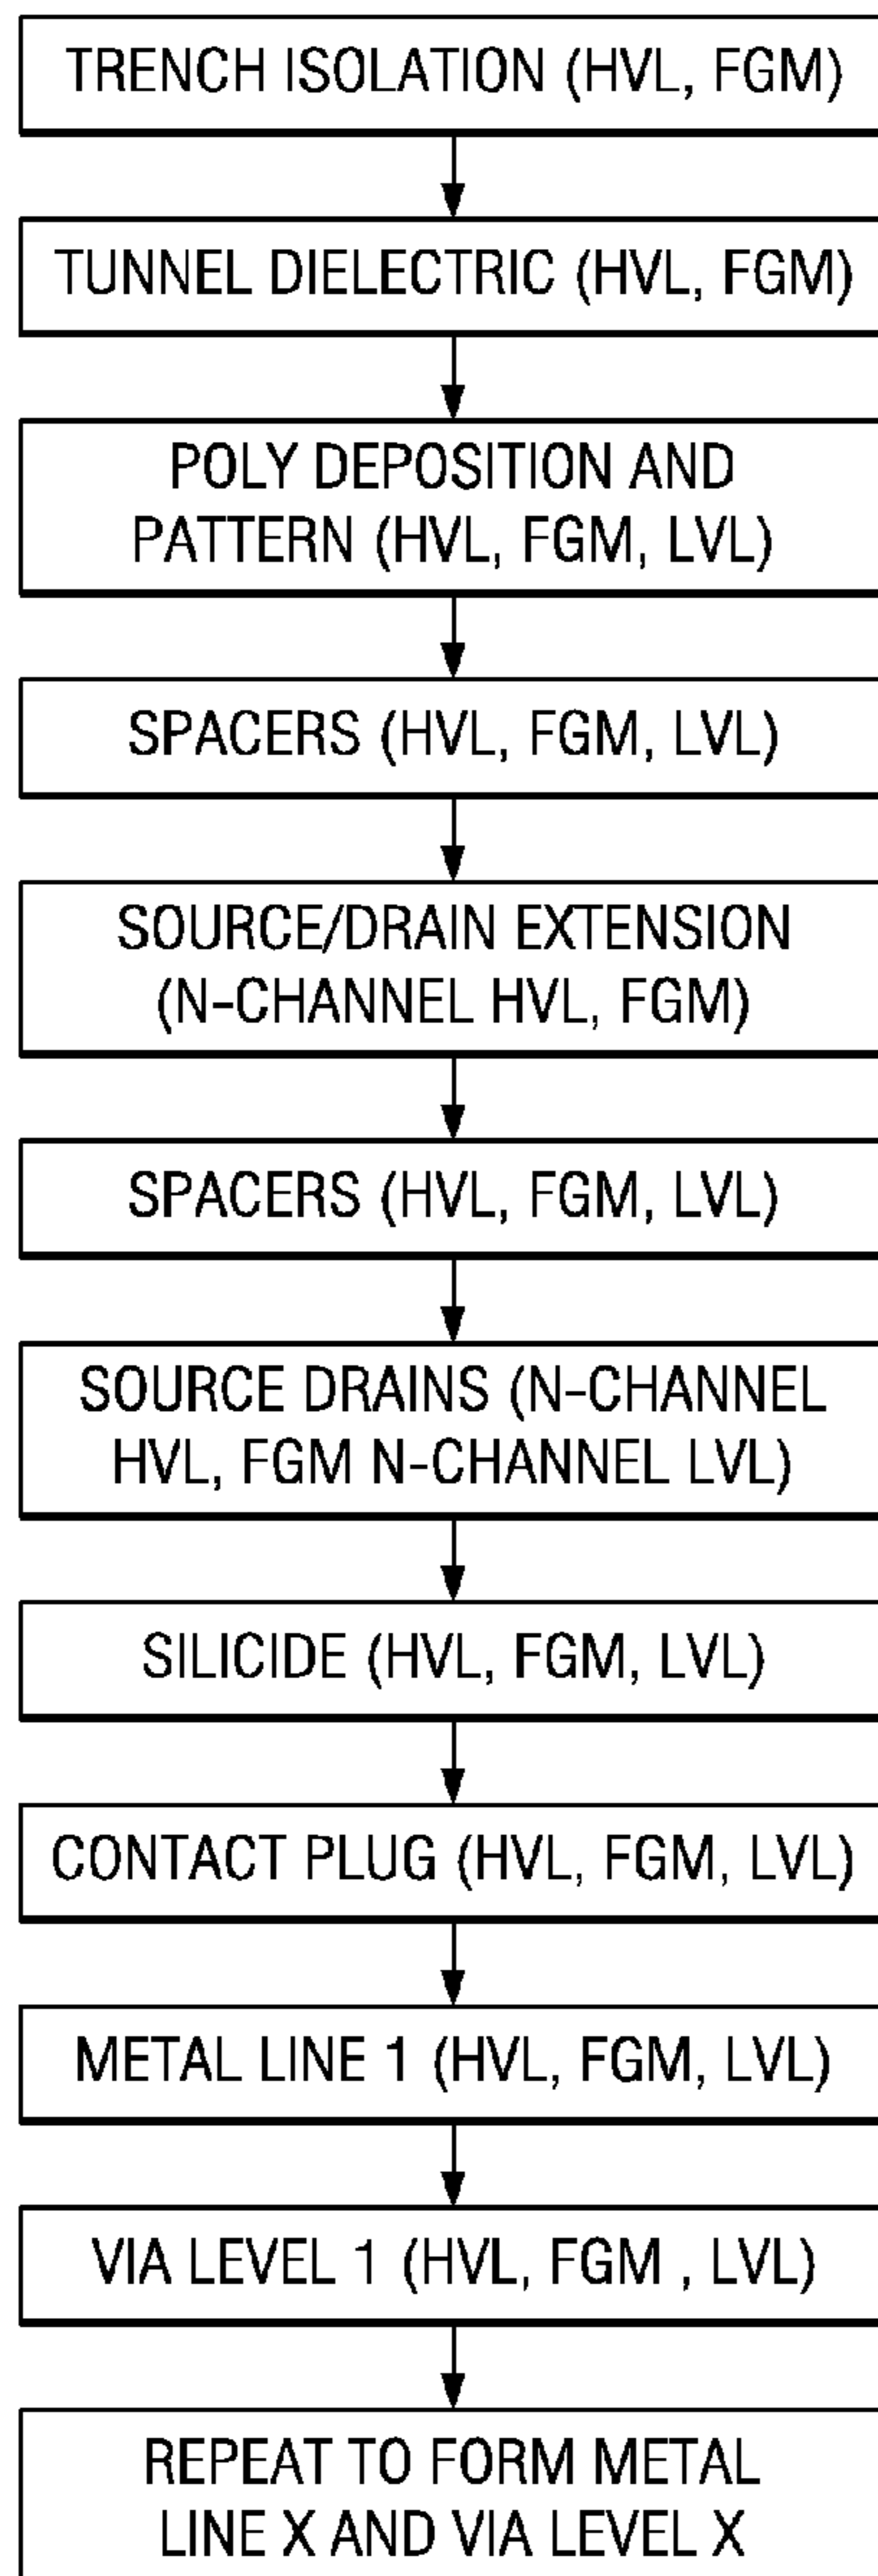 TRENCH ISOLATION (HVL, FGM)
TUNNEL DIELECTRIC (HVL, FGM)
POLY DEPOSITION AND
PATTERN (HVL, FGM, LVL)
SPACERS (HVL, FGM, LVL)
SOURCE/DRAIN EXTENSION
(N-CHANNEL HVL, FGM)
SPACERS (HVL, FGM, LVL)
SOURCE DRAINS (N-CHANNEL
HVL, FGM N-CHANNEL LVL)
SILICIDE (HVL, FGM, LVL)
CONTACT PLUG (HVL, FGM, LVL)
METAL LINE 1 (HVL, FGM, LVL)
VIA LEVEL 1 (HVL, FGM , LVL)
REPEAT TO FORM METAL
LINE X AND VIA LEVEL X